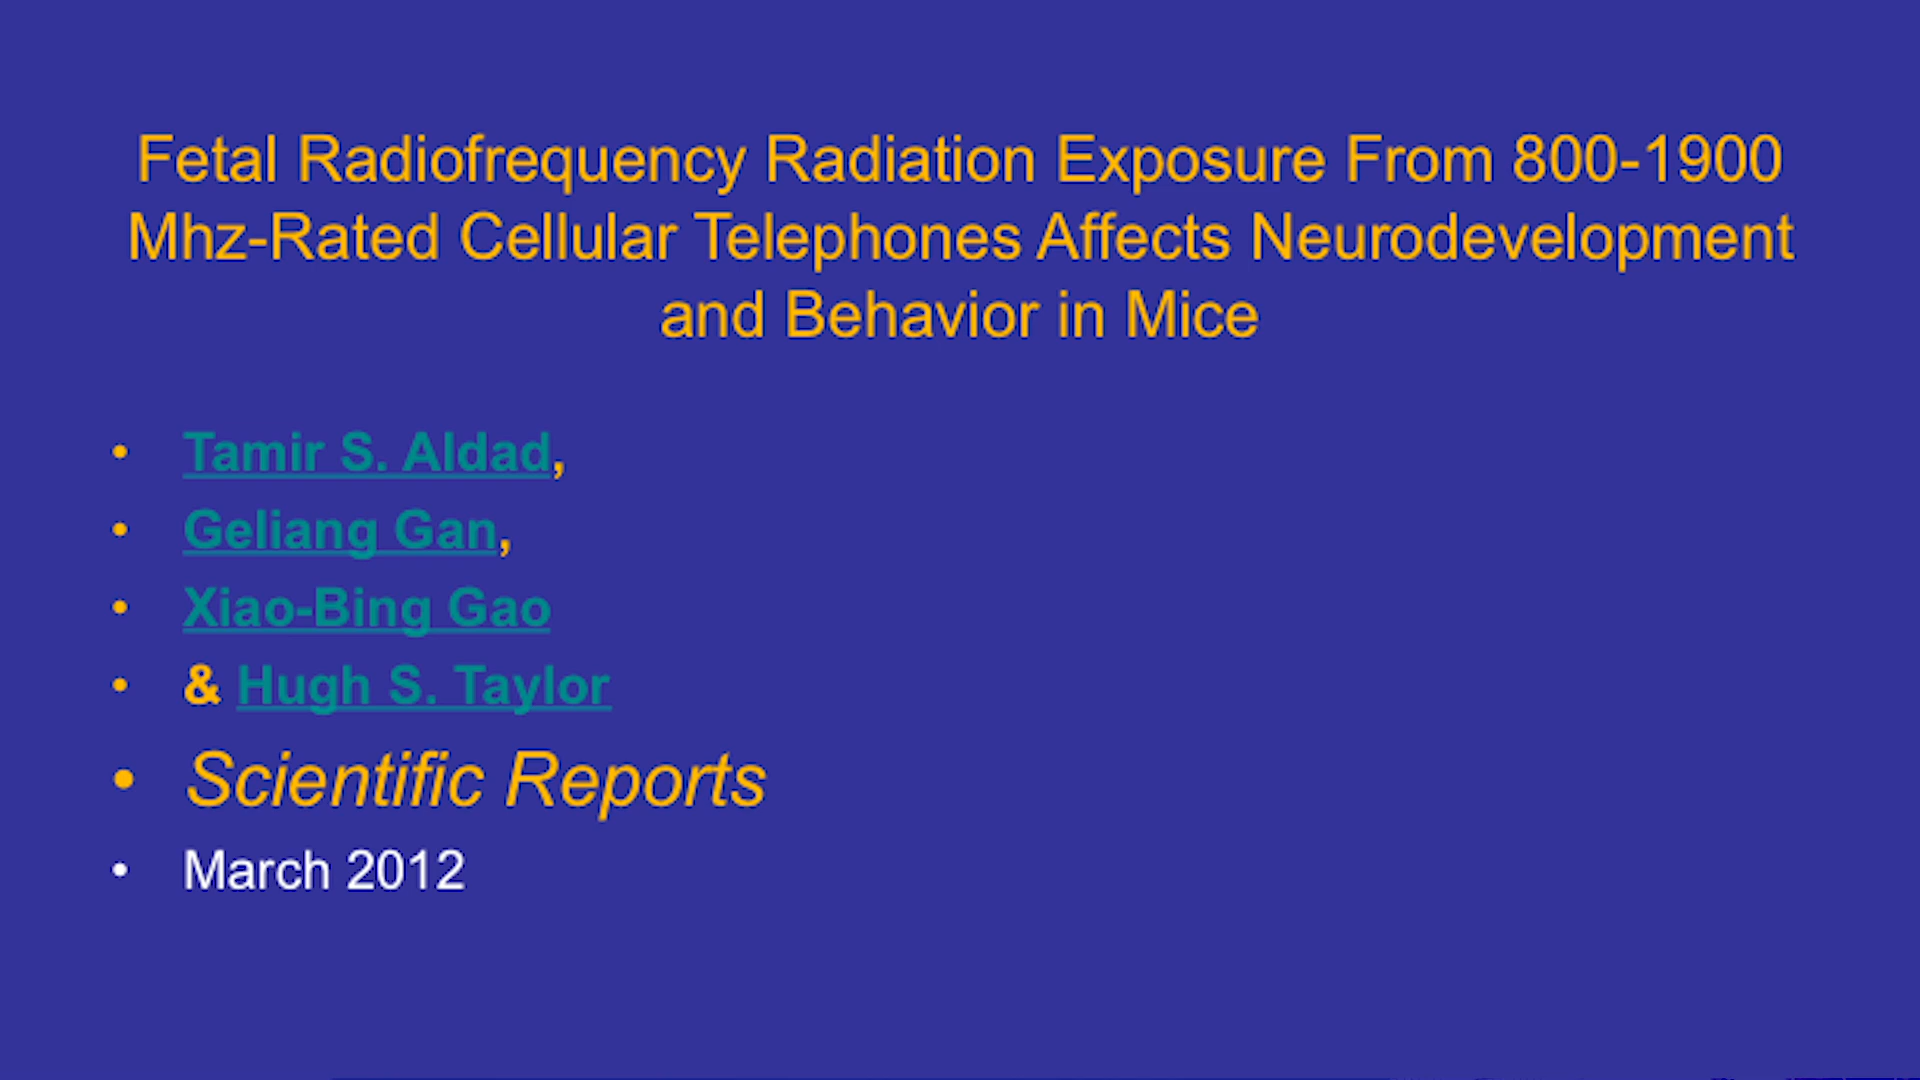 Fetal Radiofrequency Radiation Exposure From 800-1900
Mhz-Rated Cellular Telephones Affects Neurodevelopment
and Behavior in Mice
• Tamir S. Aldad,
• Geliang Gan,
• Xiao-Bing Gao
• & Hugh S. Taylor
• Scientific Reports
• March 2012